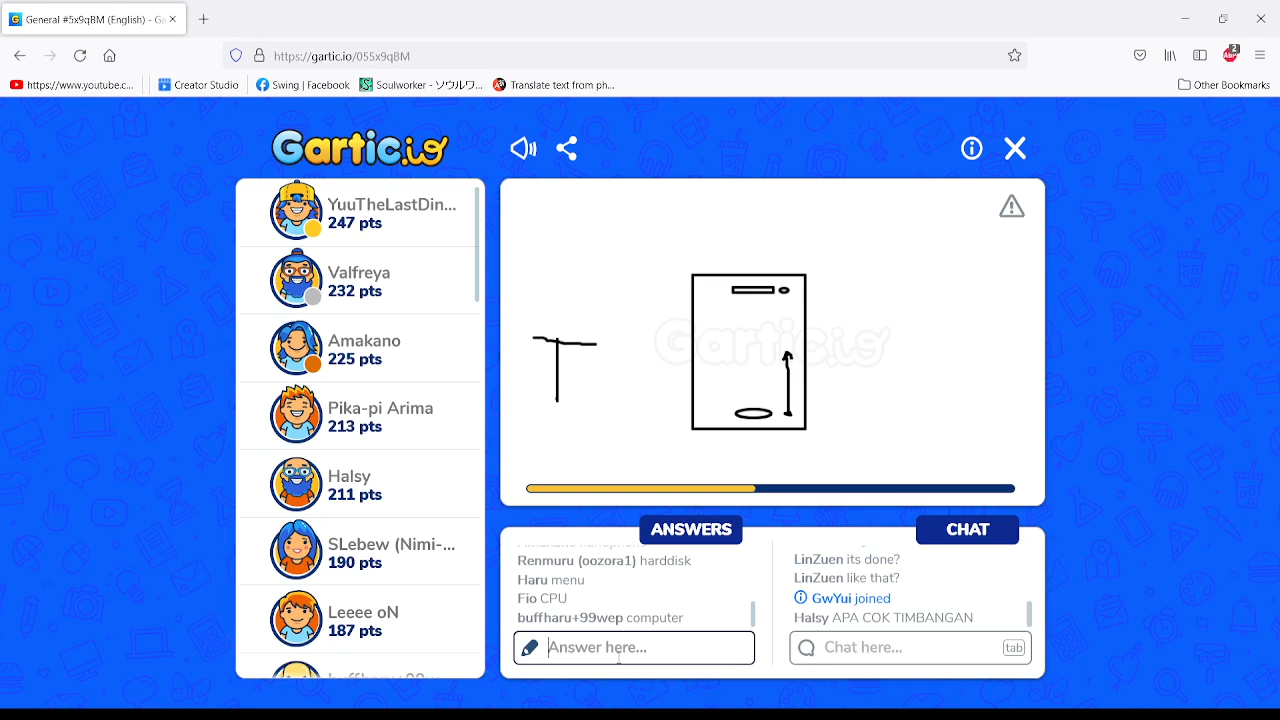 General #5x9qBM (English) - Ga
https://gartic.io/055x9qBM
2
https://www.youtube.c...
Creator Studio
Swing | Facebook
Soulworker - ソウルワ...
Translate text from ph...
Other Bookmarks
Gartic.io
YuuTheLastDin...
247 pts
Valfreya
232 pts
Amakano
225 pts
Pika-pi Arima
213 pts
Halsy
211 pts
SLebew (Nimi-...
190 pts
Leeee oN
187 pts
Gartic.io
T
ANSWERS
Renmuru (oozora1) harddisk
Haru menu
Fio CPU
buffharu+99wep computer
Answer here...
CHAT
LinZuen its done?
LinZuen like that?
GwYui joined
Halsy APA COK TIMBANGAN
Chat here...
tab